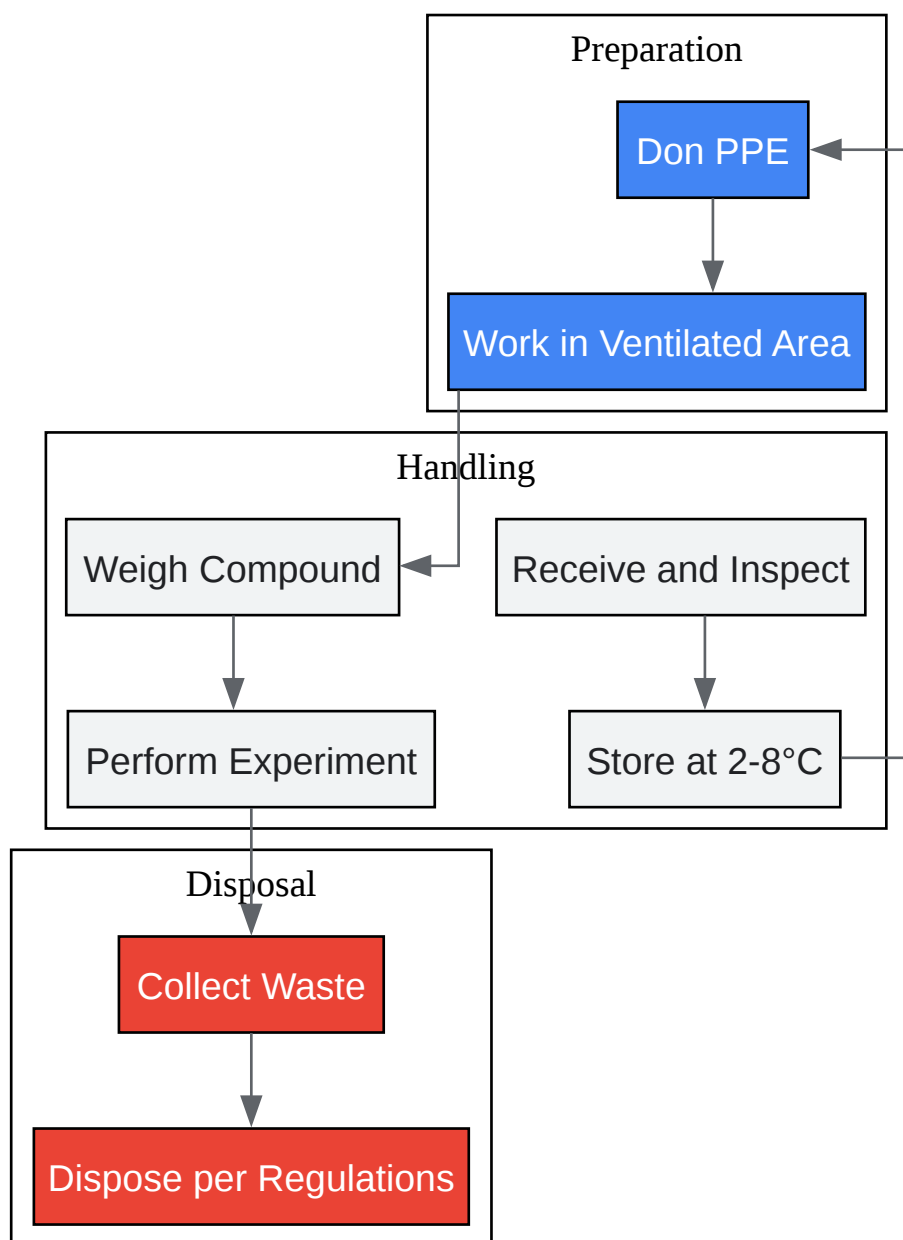 Preparation
Don PPE
Work in Ventilated Area
Handling
Weigh Compound
Receive and Inspect
Perform Experiment
Store at 2-8°C
Disposal
Collect Waste
Dispose per Regulations